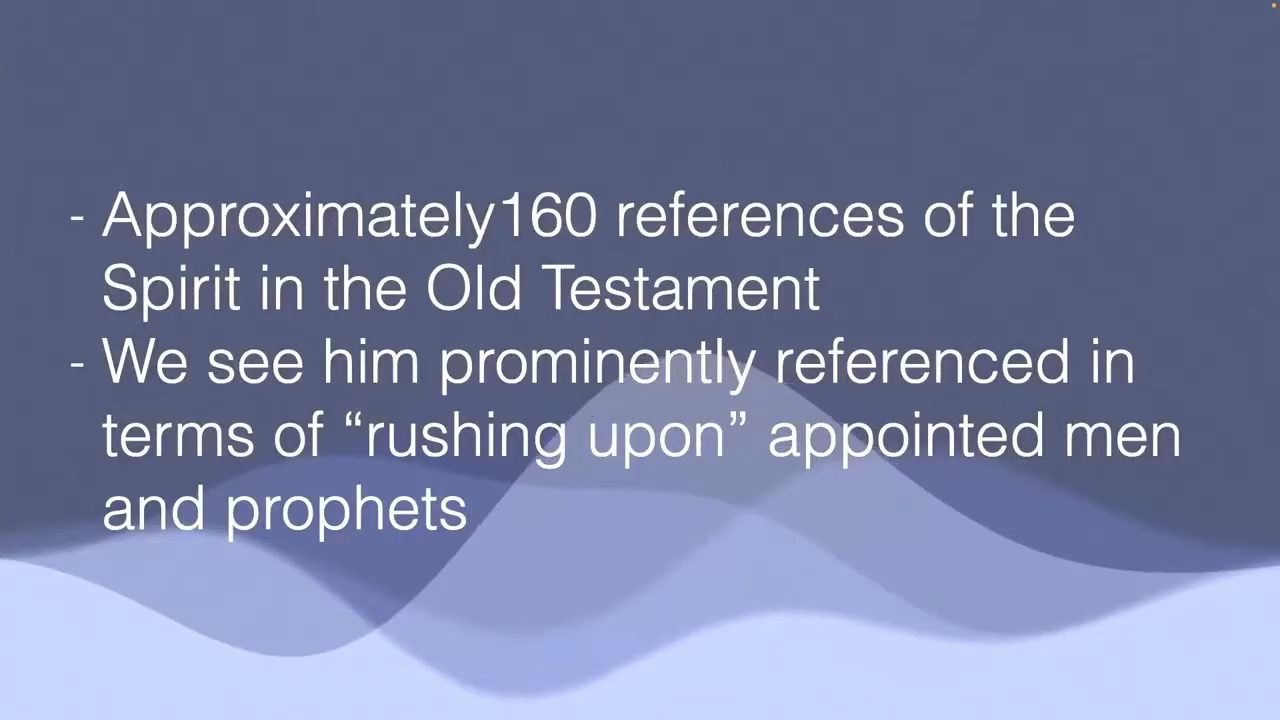 - Approximately160 references of the
Spirit in the Old Testament
- We see him prominently referenced in
terms of “rushing upon” appointed men
and prophets